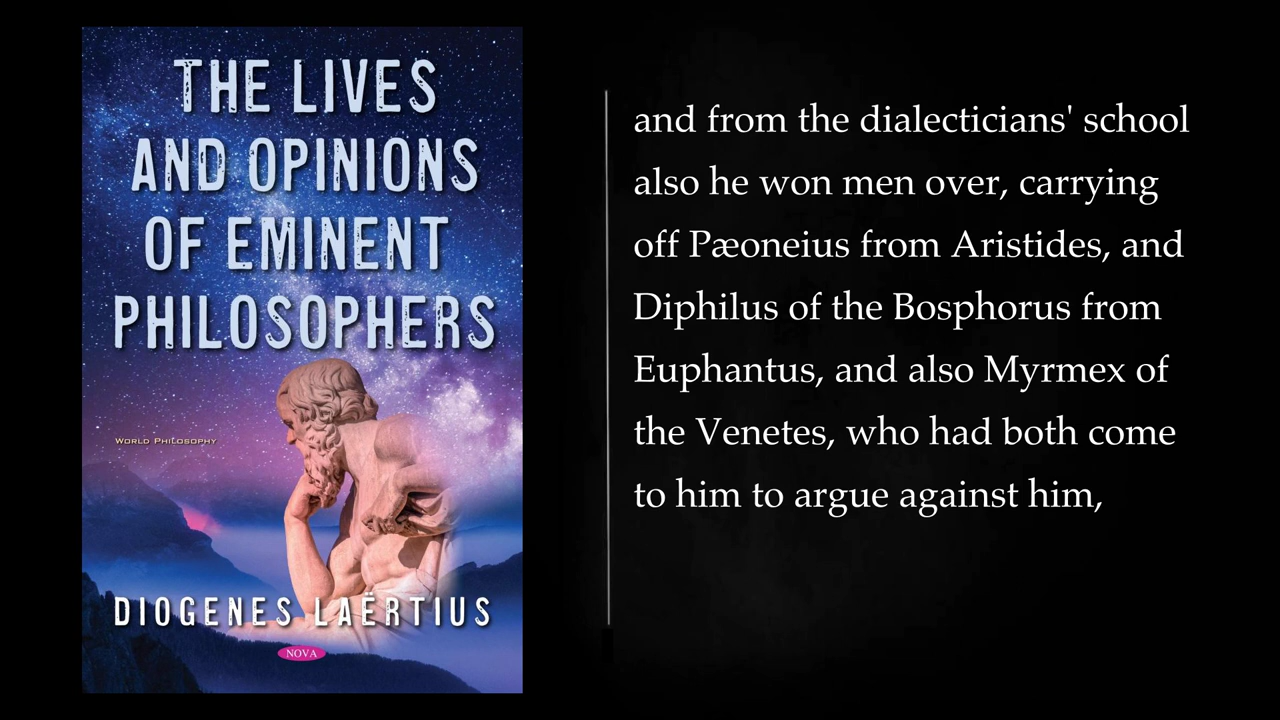 THE LIVES
AND OPINIONS
OF EMINENT
PHILOSOPHERS
WORLD PHILOSOPHY
DIOGENES LAËRTIUS
NOVA
and from the dialecticians' school
also he won men over, carrying
off Pæoneius from Aristides, and
Diphilus of the Bosphorus from
Euphantus, and also Myrmex of
the Venetes, who had both come
to him to argue against him,